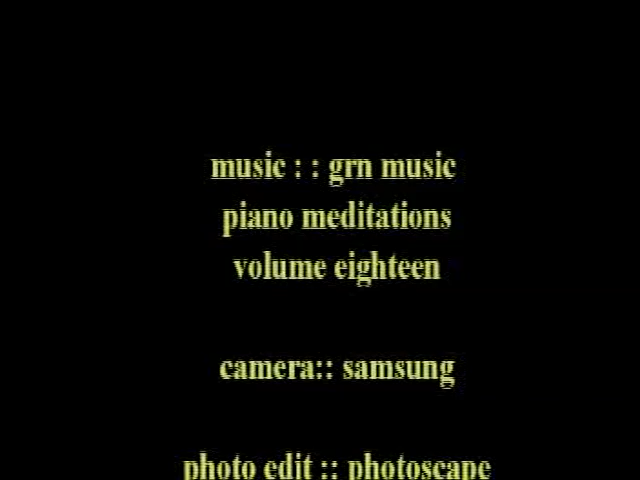 music : : grn music
piano meditations
volume eighteen
camera:: samsung
photo edit :: photoscape